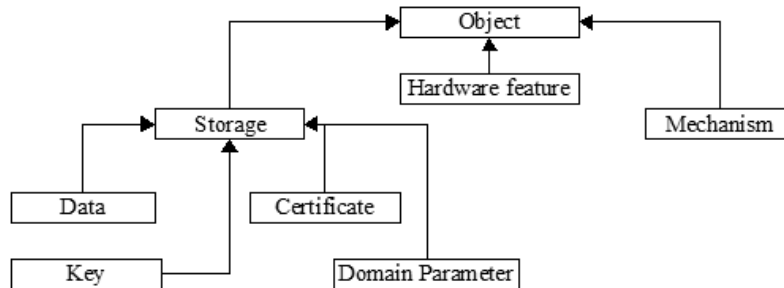 Object
Hardware feature
Storage
Mechanism
Data
Certificate
Key
Domain Parameter